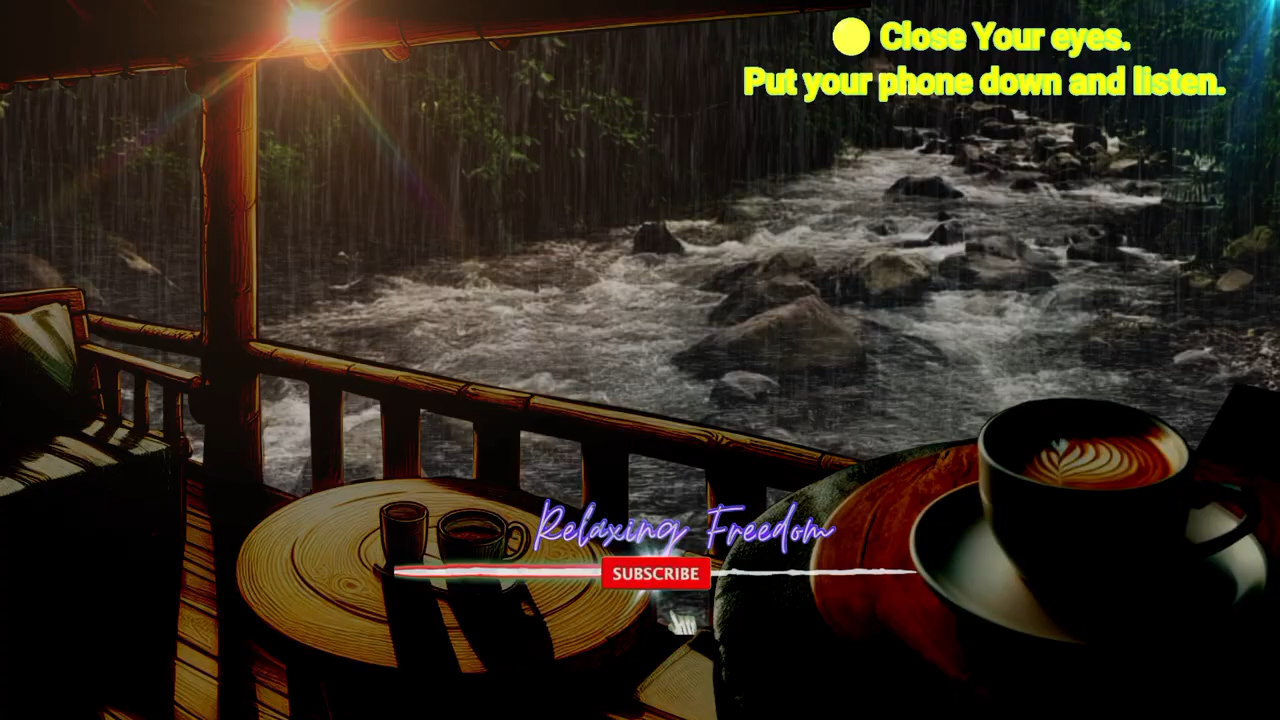 Close Your eyes.
Put your phone down and listen.
Relaxing Freedom
SUBSCRIBE